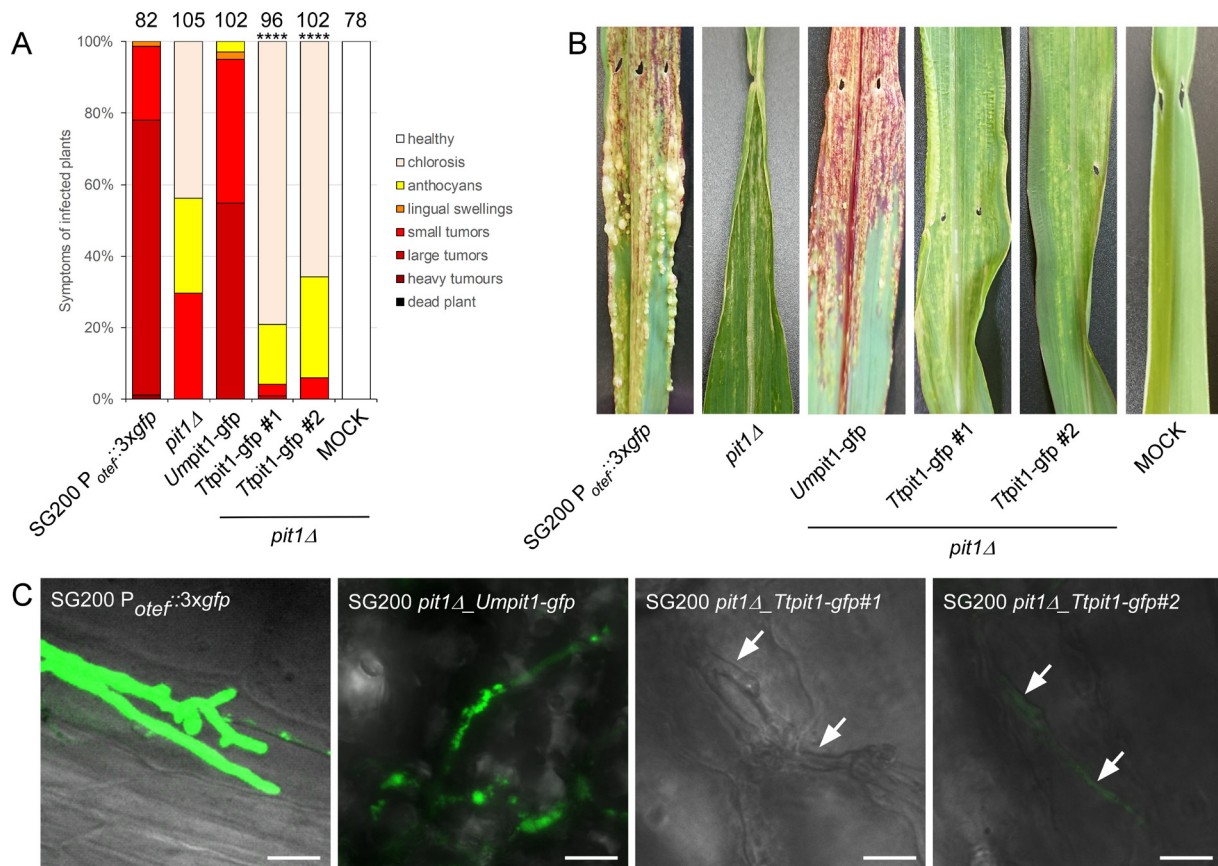 A
82 105 102 96 102 78
**** ****
100%
80%
60%
40%
20%
0%
Symptoms of infected plants
healthy
chlorosis
anthocyans
lingual swellings
small tumors
large tumors
heavy tumours
dead plant
SG200 Potef::3xgfp
pit1Δ
Umpit1-gfp
Ttpit1-gfp #1
Ttpit1-gfp #2
MOCK
pit1Δ
B
SG200 Potef::3xgfp
pit1Δ
Umpit1-gfp
Ttpit1-gfp #1
Ttpit1-gfp #2
MOCK
pit1Δ
C
SG200 Potef::3xgfp
SG200 pit1Δ_Umpit1-gfp
SG200 pit1Δ_Ttpit1-gfp#1
SG200 pit1Δ_Ttpit1-gfp#2